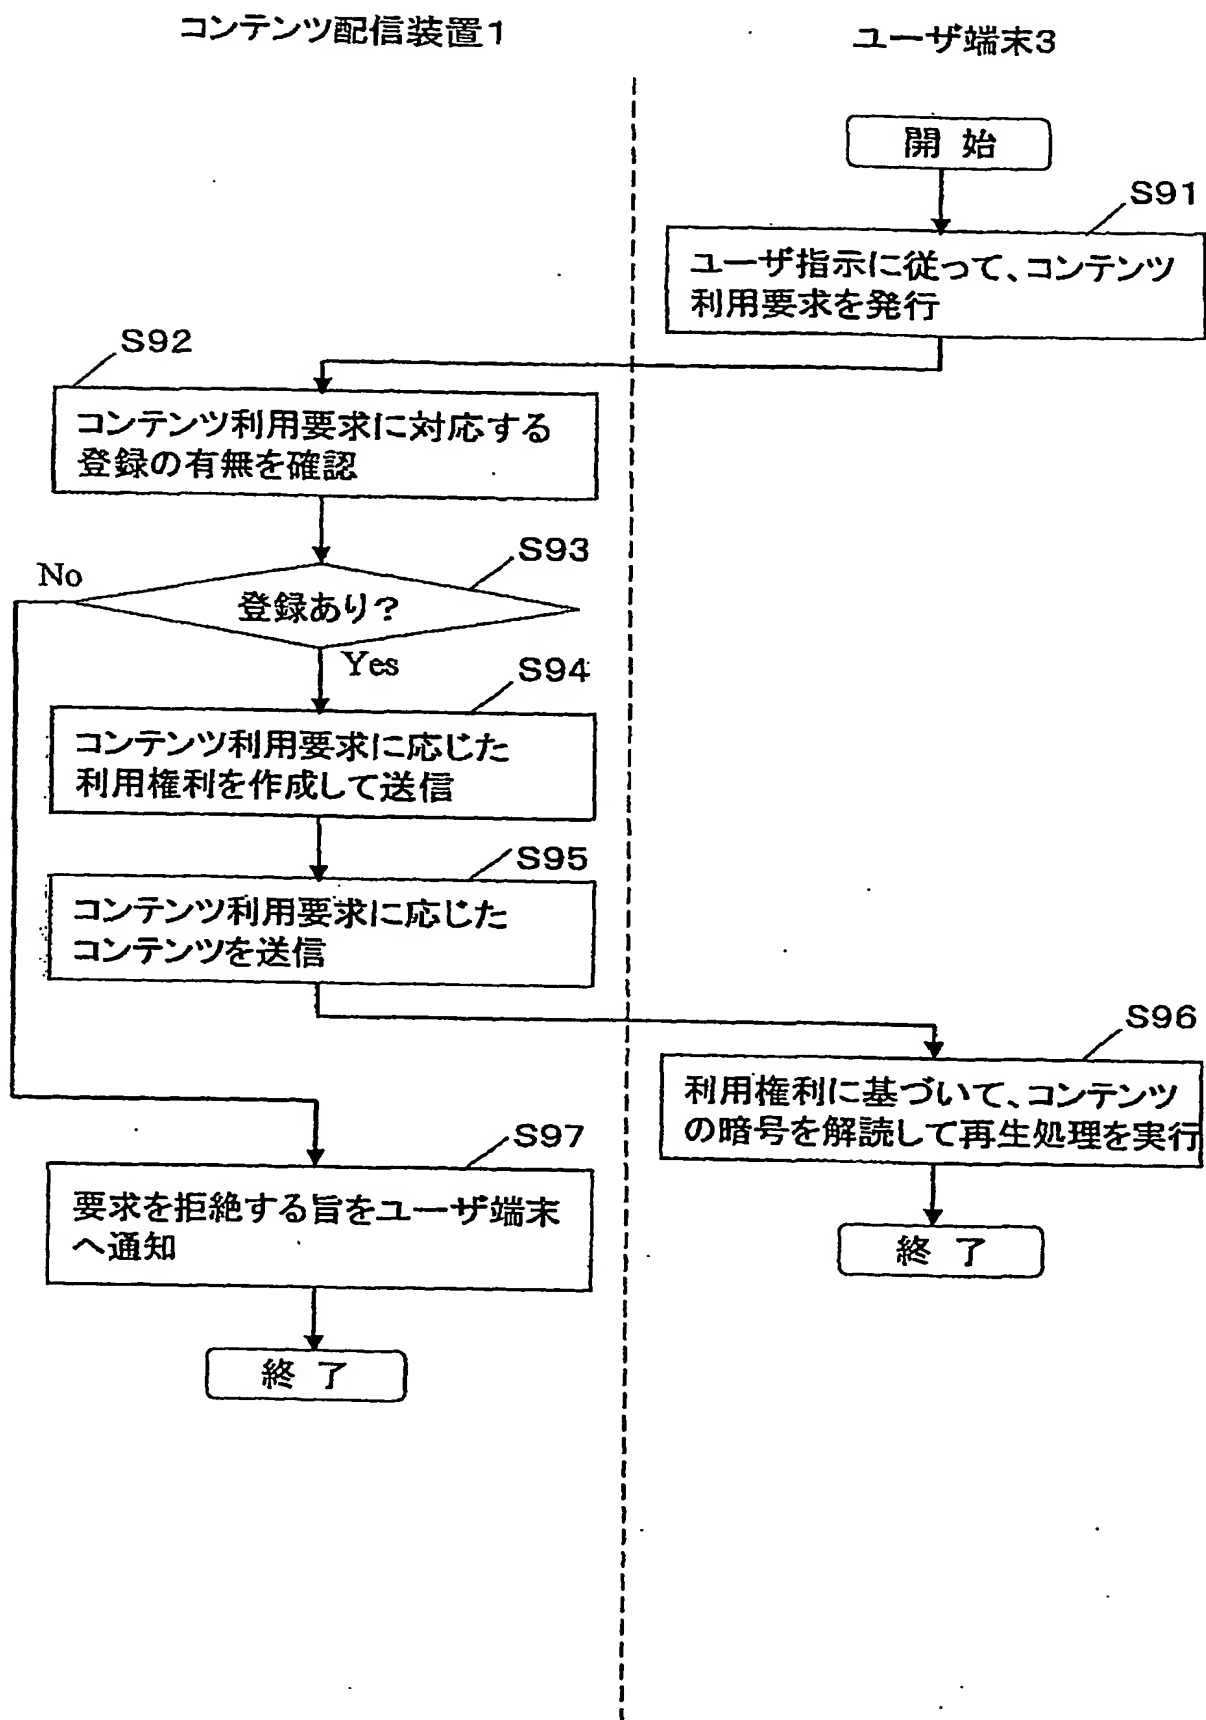 コンテンツ配信装置1
ユーザ端末3
開 始
S91
ユーザ指示に従って、コンテンツ
利用要求を発行
S92
コンテンツ利用要求に対応する
登録の有無を確認
S93
No
登録あり?
Yes
S94
コンテンツ利用要求に応じた
利用権利を作成して送信
S95
コンテンツ利用要求に応じた
コンテンツを送信
S96
利用権利に基づいて、コンテンツ
の暗号を解読して再生処理を実行
S97
要求を拒絶する旨をユーザ端末
へ通知
終 了
終 了